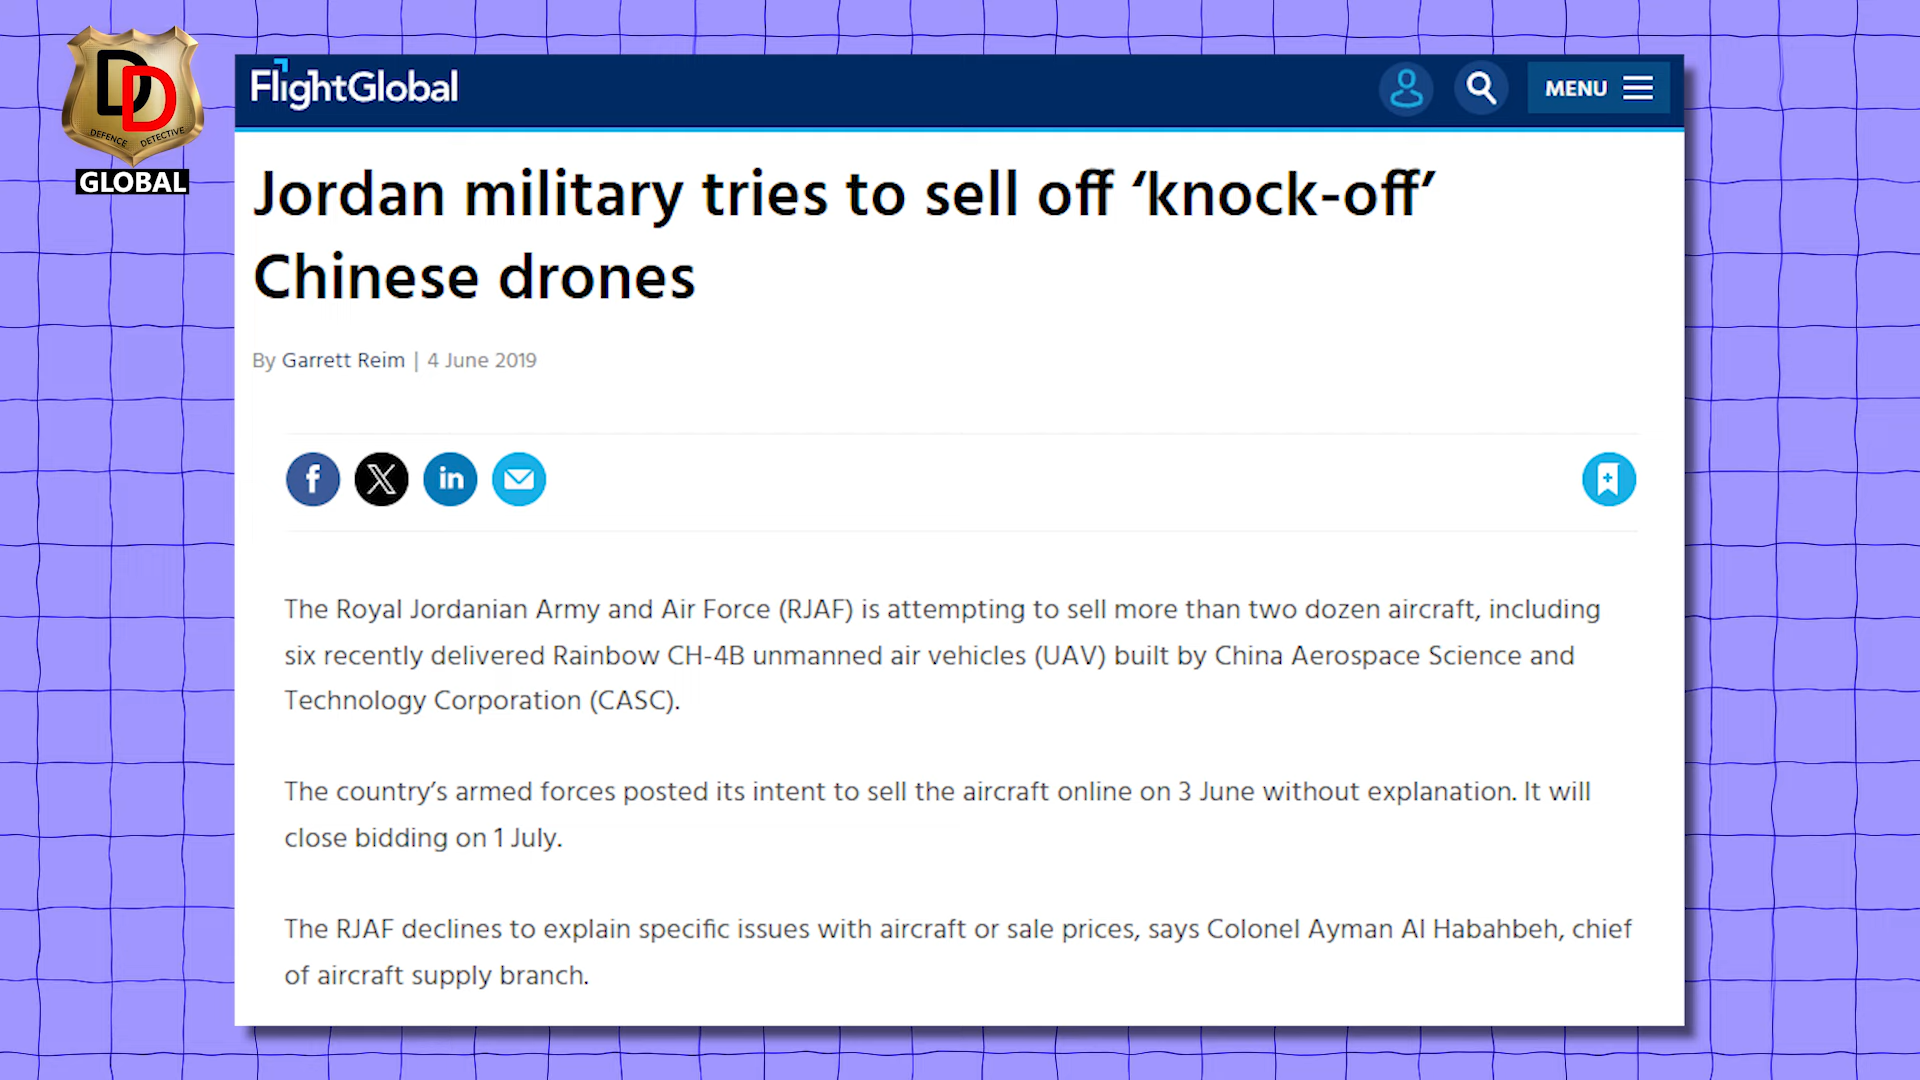 DD
DEFENCE DETECTIVE
GLOBAL
FlightGlobal
MENU
Jordan military tries to sell off ‘knock-off’
Chinese drones
By Garrett Reim | 4 June 2019
f X in
The Royal Jordanian Army and Air Force (RJAF) is attempting to sell more than two dozen aircraft, including
six recently delivered Rainbow CH-4B unmanned air vehicles (UAV) built by China Aerospace Science and
Technology Corporation (CASC).
The country’s armed forces posted its intent to sell the aircraft online on 3 June without explanation. It will
close bidding on 1 July.
The RJAF declines to explain specific issues with aircraft or sale prices, says Colonel Ayman Al Habahbeh, chief
of aircraft supply branch.